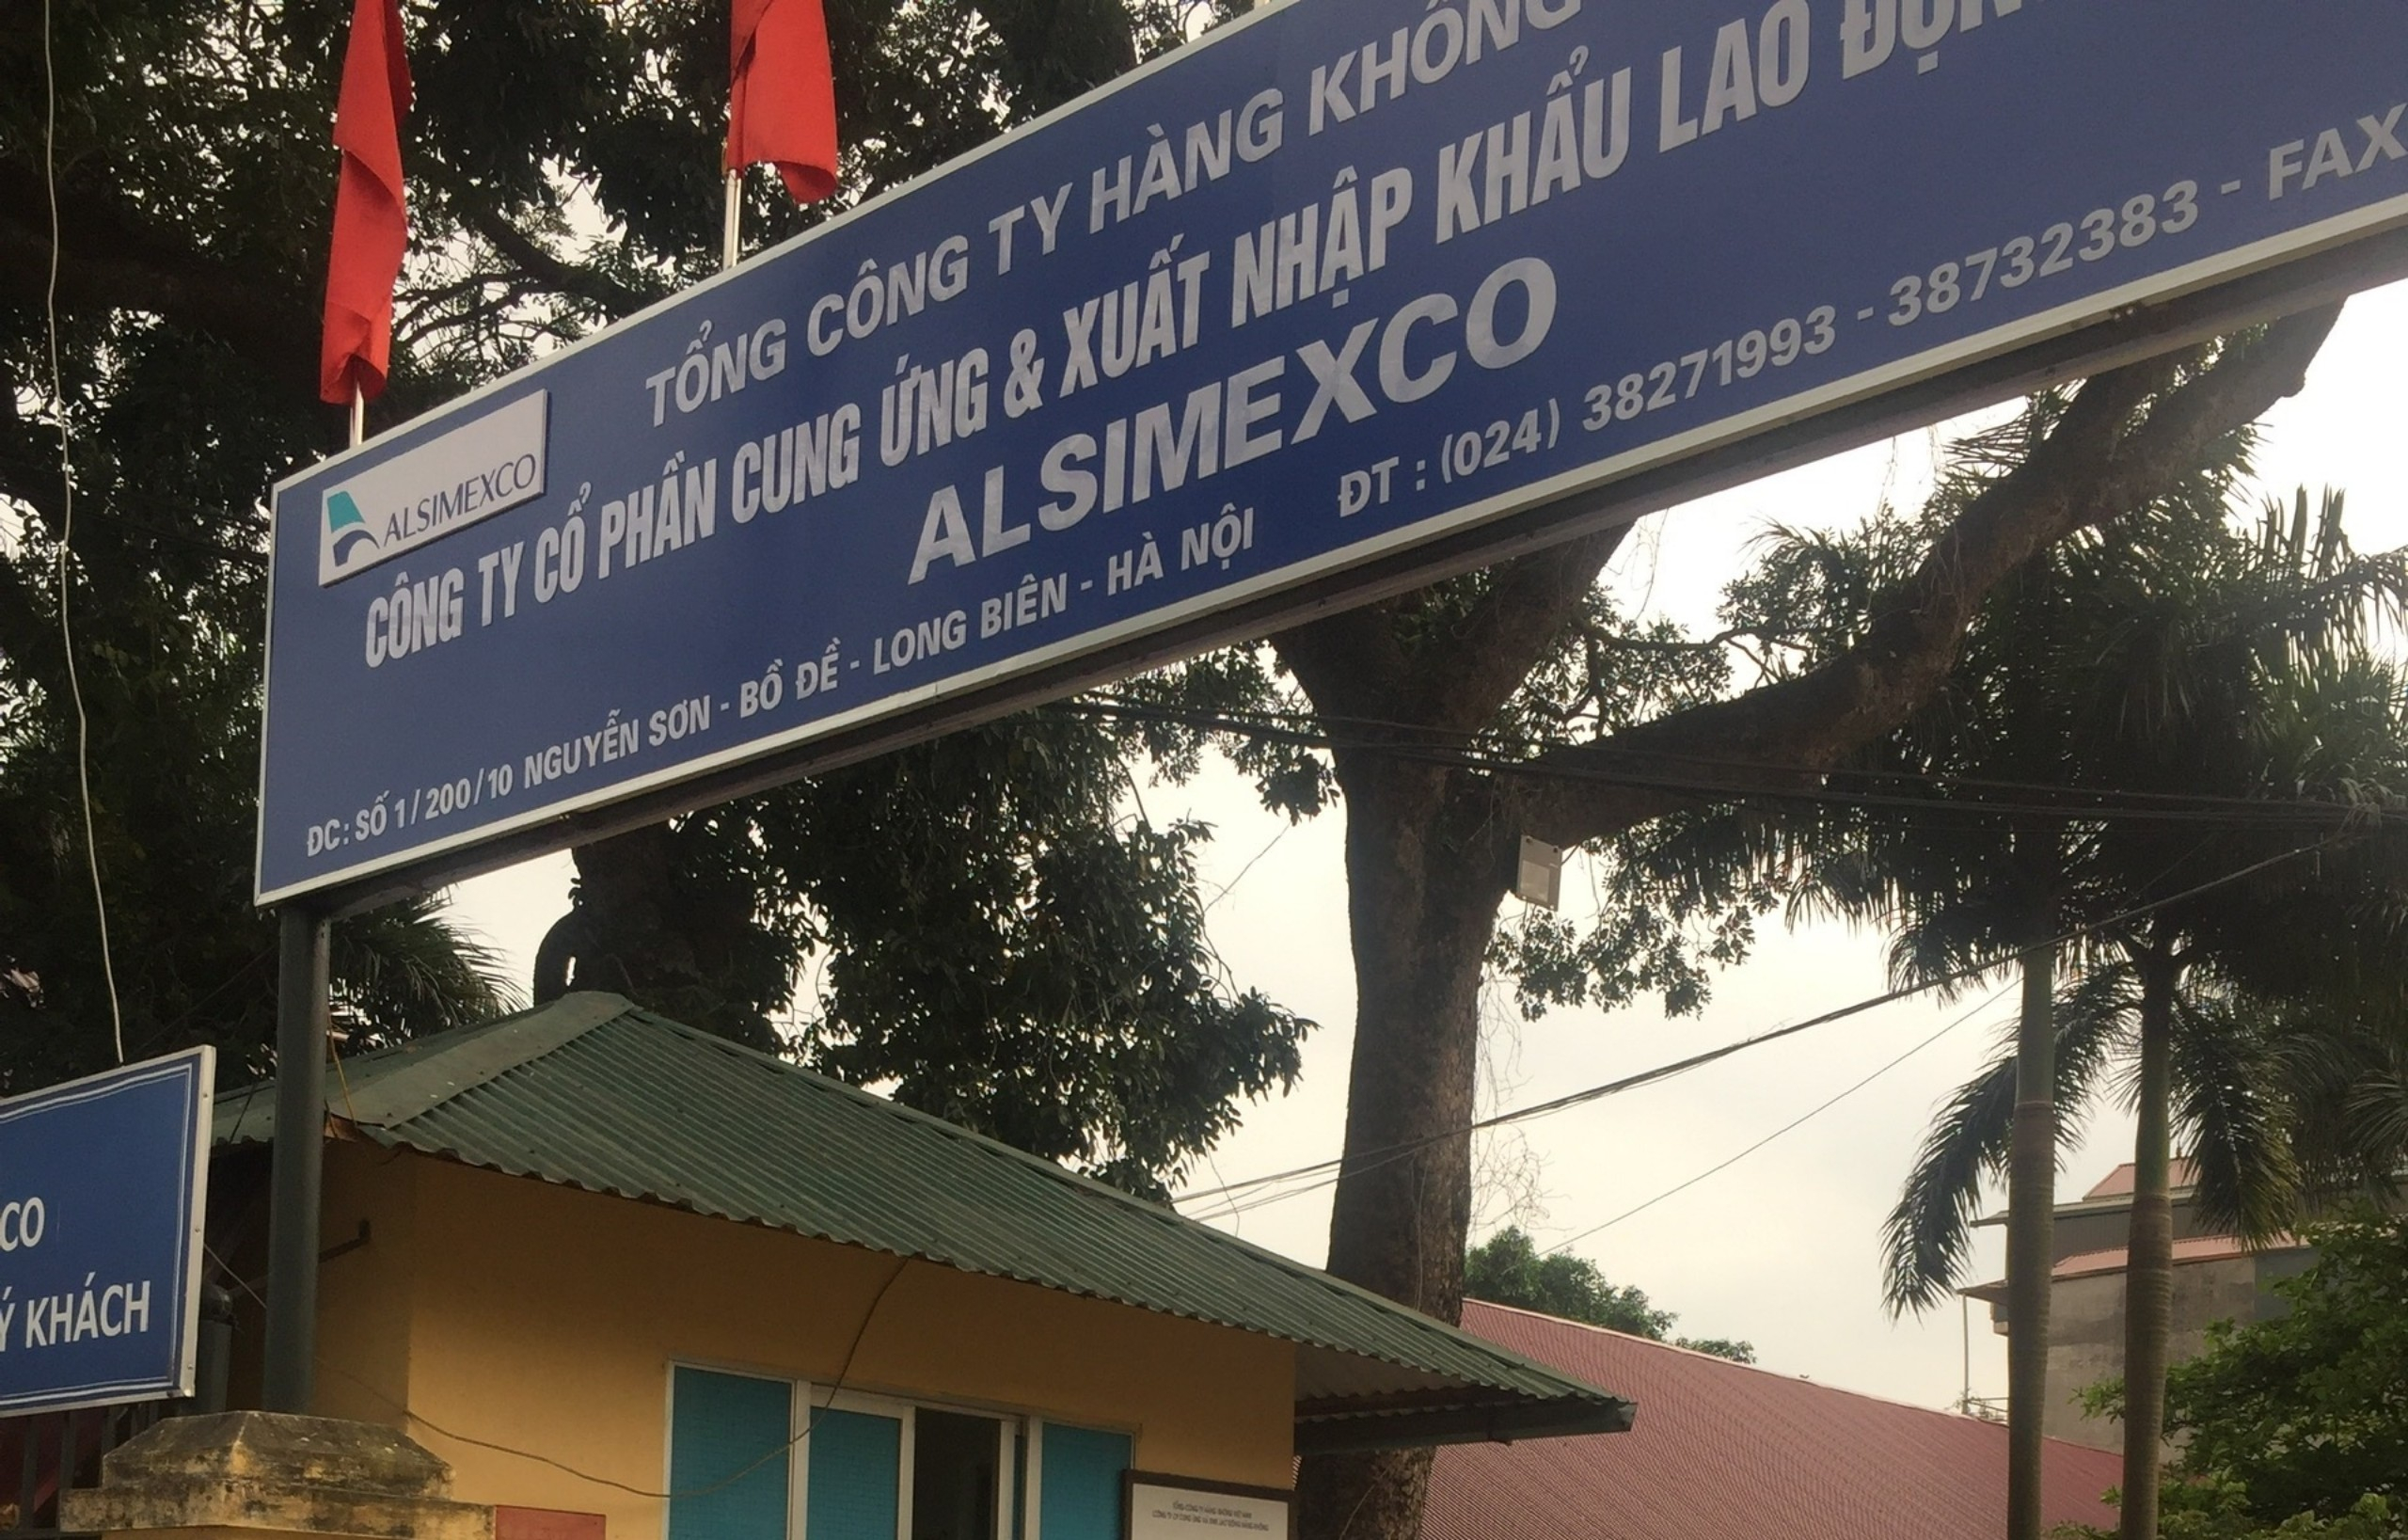 TỔNG CÔNG TY HÀNG KHÔNG
ALSIMEXCO
CÔNG TY CỔ PHẦN CUNG ỨNG & XUẤT NHẬP KHẨU LAO ĐỘN
ALSIMEXCO
ĐC: SỐ 1/200/10 NGUYỄN SƠN - BỒ ĐỀ - LONG BIÊN - HÀ NỘI ĐT : (024) 38271993 - 38732383 - FAX
CO
Ý KHÁCH